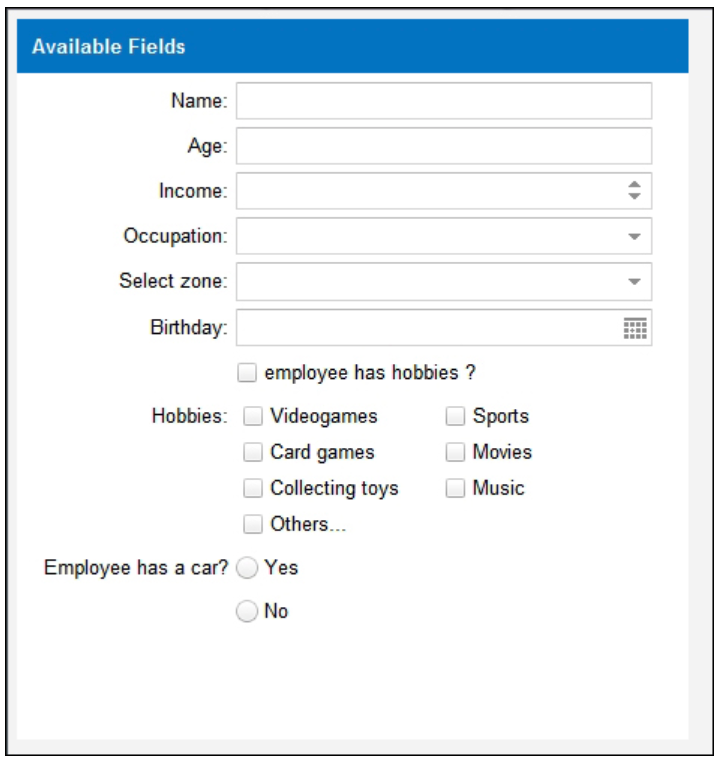 Available Fields
Name:
Age:
Income:
Occupation:
Select zone:
Birthday:
employee has hobbies ?
Hobbies: Videogames Sports
Card games Movies
Collecting toys Music
Others...
Employee has a car? Yes
No